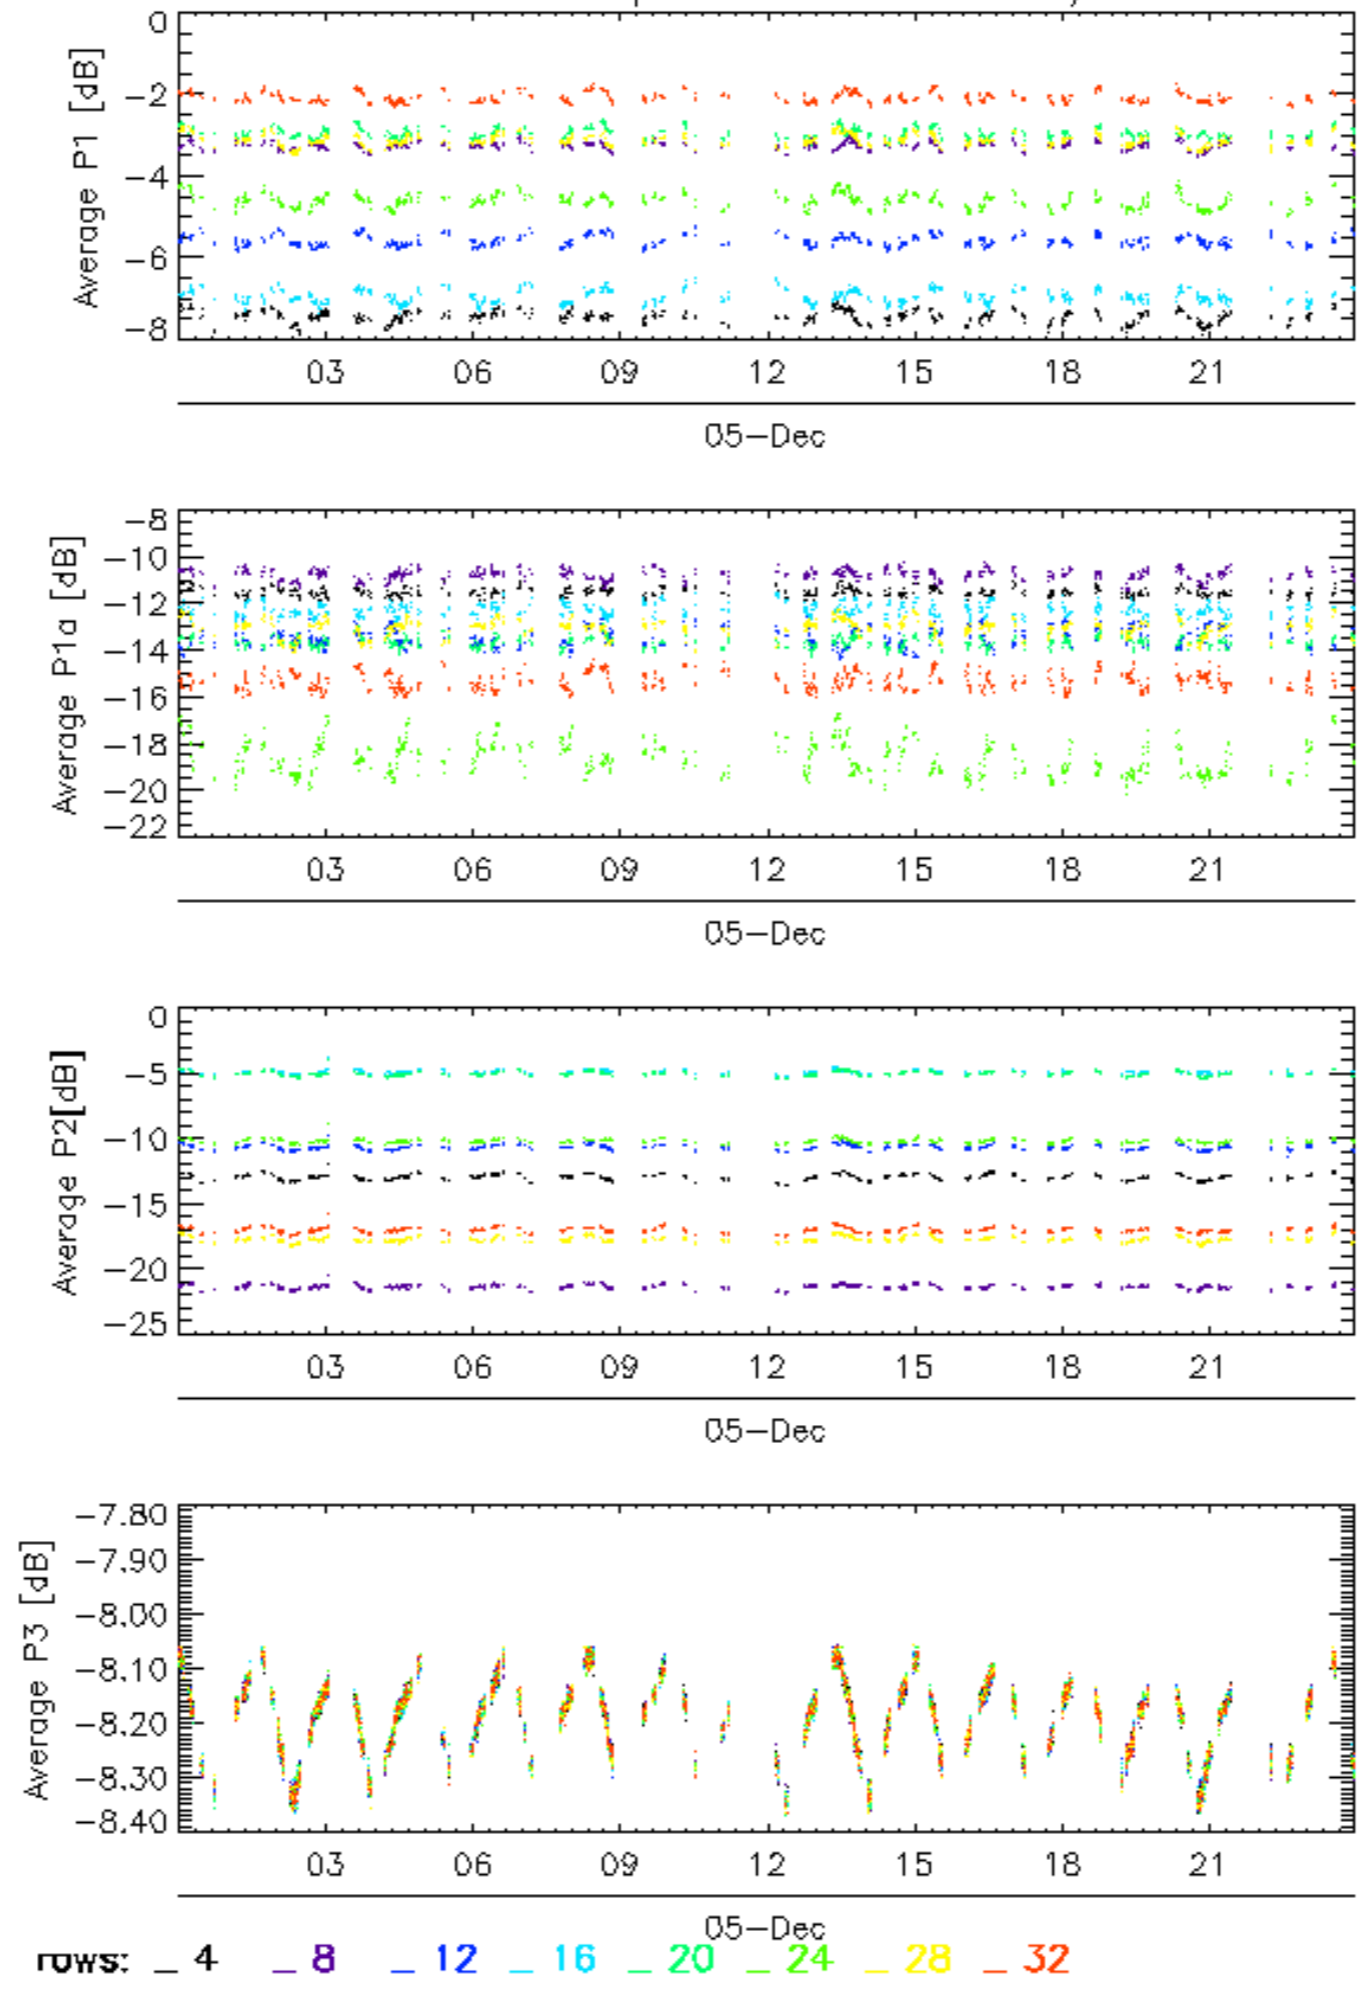 0
−2
−4
−6
−8
Average P1 [dB]
03 06 09 12 15 18 21
05−Dec
−8
−10
−12
−14
−16
−18
−20
−22
Average P1a [dB]
03 06 09 12 15 18 21
05−Dec
0
−5
−10
−15
−20
−25
Average P2[dB]
03 06 09 12 15 18 21
05−Dec
−7.80
−7.90
−8.00
−8.10
−8.20
−8.30
−8.40
Average P3 [dB]
03 06 09 12 15 18 21
05−Dec
rows: _ 4 _ 8 _ 12 _ 16 _ 20 _ 24 _ 28 _ 32